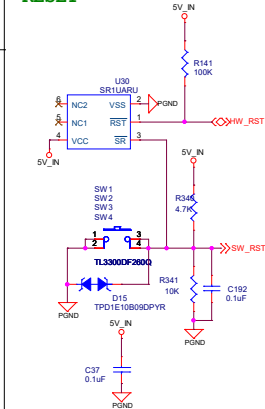 RESET
5V_IN
R141
100K
U30
SR1UARU
6
NC2
VSS
2
PGND
5
NC1
RST
1
HW_RST
4
VCC
SR
3
5V_IN
5V_IN
SW1
SW2
SW3
SW4
R340
4.7K
1
2
3
4
SW_RST
TL3300DF260Q
R341
10K
C192
0.1uF
D15
TPD1E10B09DPYR
PGND
5V_IN
PGND
C37
0.1uF
PGND